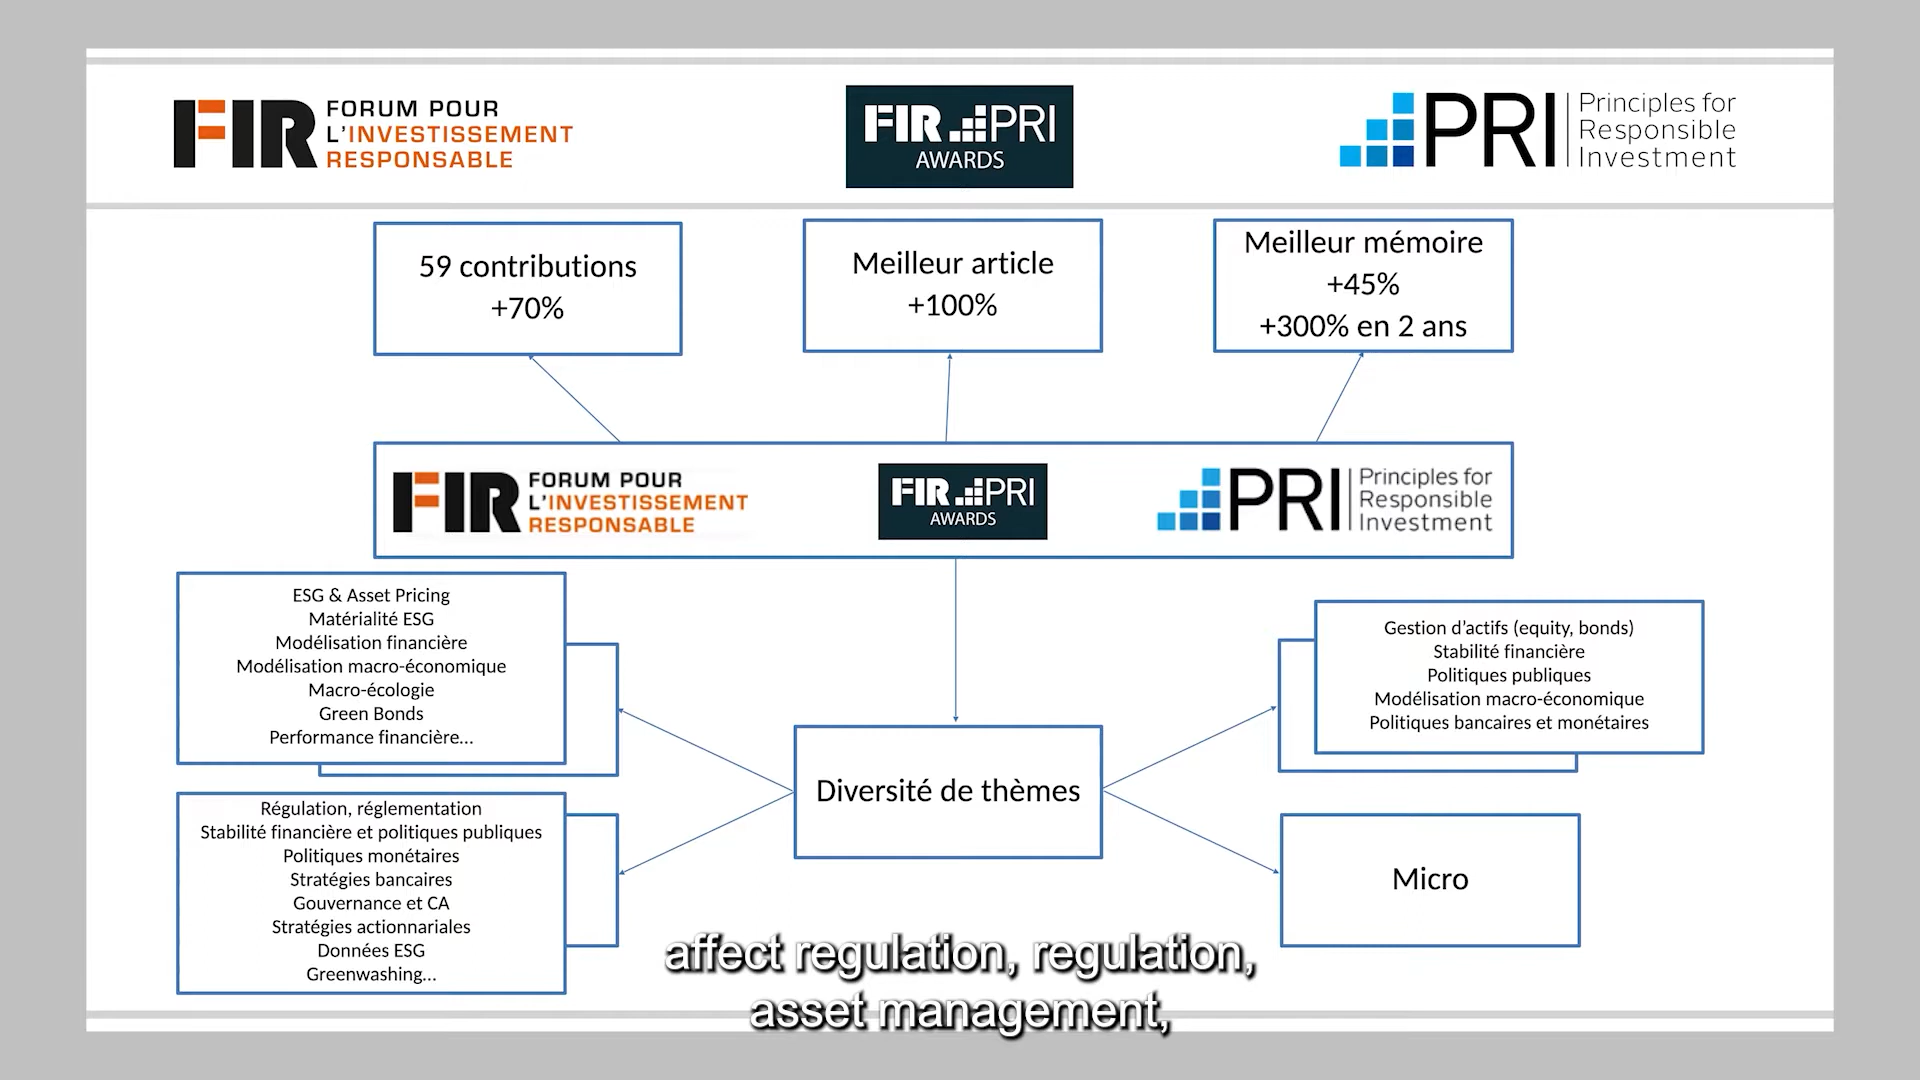 FIR FORUM POUR
L'INVESTISSEMENT
RESPONSABLE
FIR PRI
AWARDS
PRI Principles for
Responsible
Investment
59 contributions
+70%
Meilleur article
+100%
Meilleur mémoire
+45%
+300% en 2 ans
FIR FORUM POUR
L'INVESTISSEMENT
RESPONSABLE
FIR PRI
AWARDS
PRI Principles for
Responsible
Investment
ESG & Asset Pricing
Matérialité ESG
Modélisation financière
Modélisation macro-économique
Macro-écologie
Green Bonds
Performance financière...
Gestion d'actifs (equity, bonds)
Stabilité financière
Politiques publiques
Modélisation macro-économique
Politiques bancaires et monétaires
Diversité de thèmes
Régulation, réglementation
Stabilité financière et politiques publiques
Politiques monétaires
Stratégies bancaires
Gouvernance et CA
Stratégies actionnariales
Données ESG
Greenwashing...
Micro
affect regulation, regulation,
asset management,